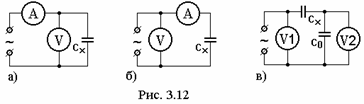 A V Cx ~
V A Cx ~
Cx V1 C0 V2 ~
а) б) в)
Рис. 3.12